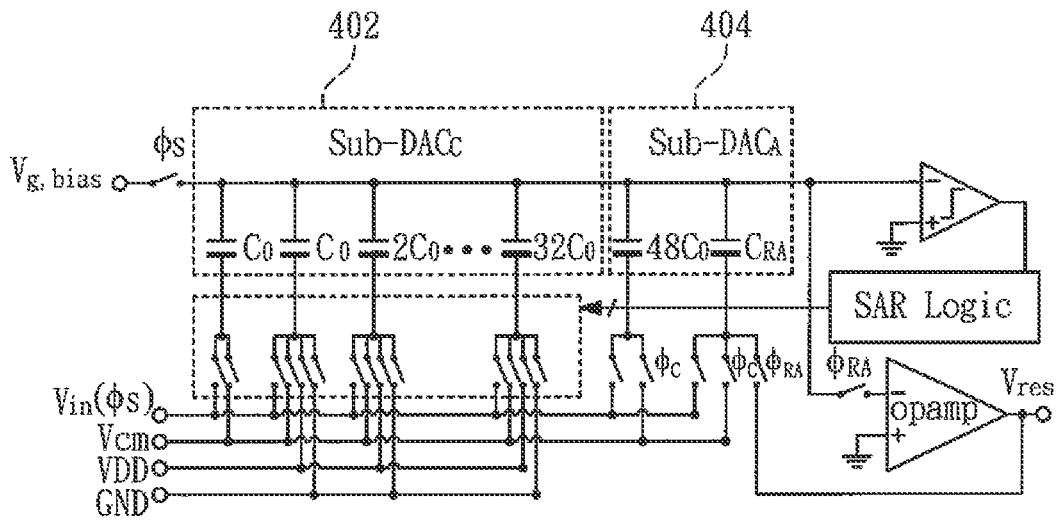 402
404
Sub-DACC
Sub-DACA
ϕS
Vg, bias
C0
C0
2C0
32C0
48C0
CRA
SAR Logic
ϕC
ϕC
ϕRA
ϕRA
Vres
Vin(ϕS)
opamp
Vcm
VDD
GND